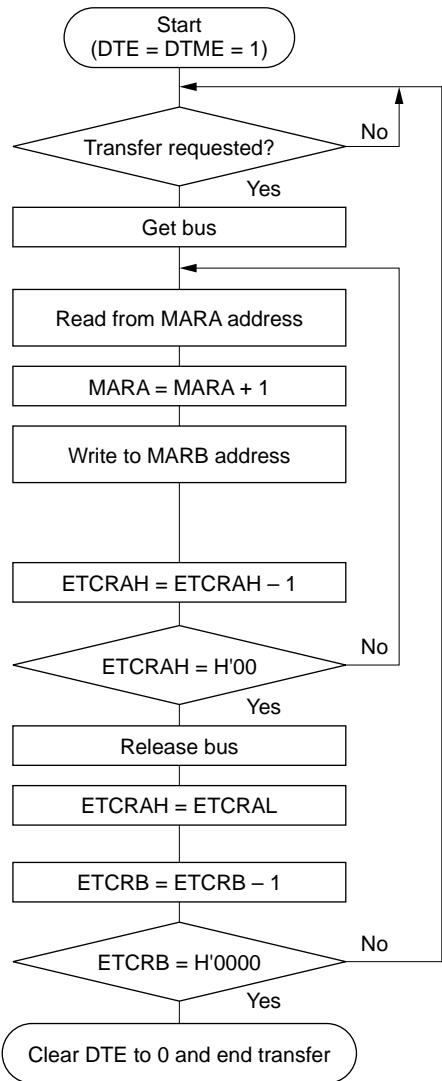 Start
(DTE = DTME = 1)
Transfer requested?
No
Yes
Get bus
Read from MARA address
MARA = MARA + 1
Write to MARB address
ETCRAH = ETCRAH – 1
ETCRAH = H'00
No
Yes
Release bus
ETCRAH = ETCRAL
ETCRB = ETCRB – 1
ETCRB = H'0000
No
Yes
Clear DTE to 0 and end transfer